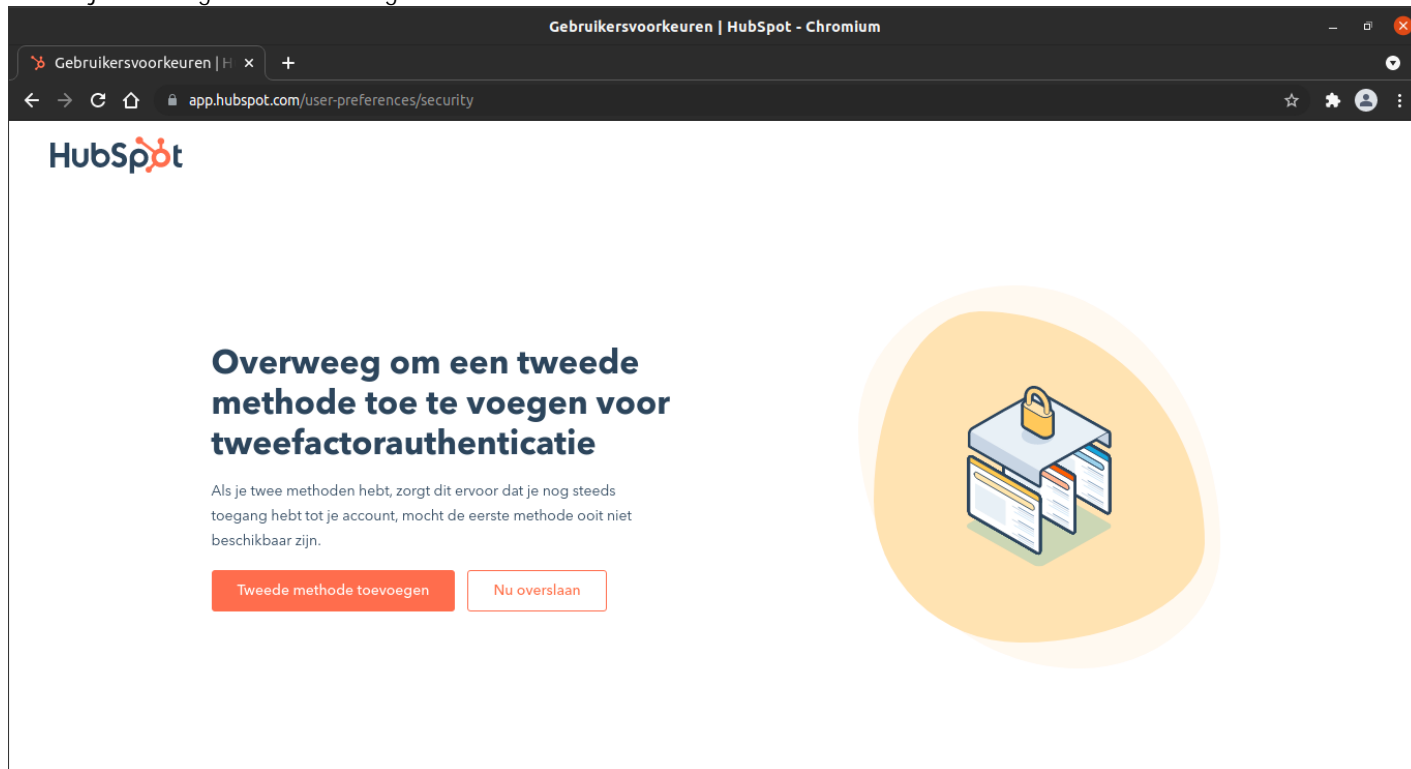 Gebruikersvoorkeuren | HubSpot - Chromium
Gebruikersvoorkeuren | H
app.hubspot.com/user-preferences/security
HubSpot
Overweeg om een tweede
methode toe te voegen voor
tweefactorauthenticatie
Als je twee methoden hebt, zorgt dit ervoor dat je nog steeds
toegang hebt tot je account, mocht de eerste methode ooit niet
beschikbaar zijn.
Tweede methode toevoegen
Nu overslaan